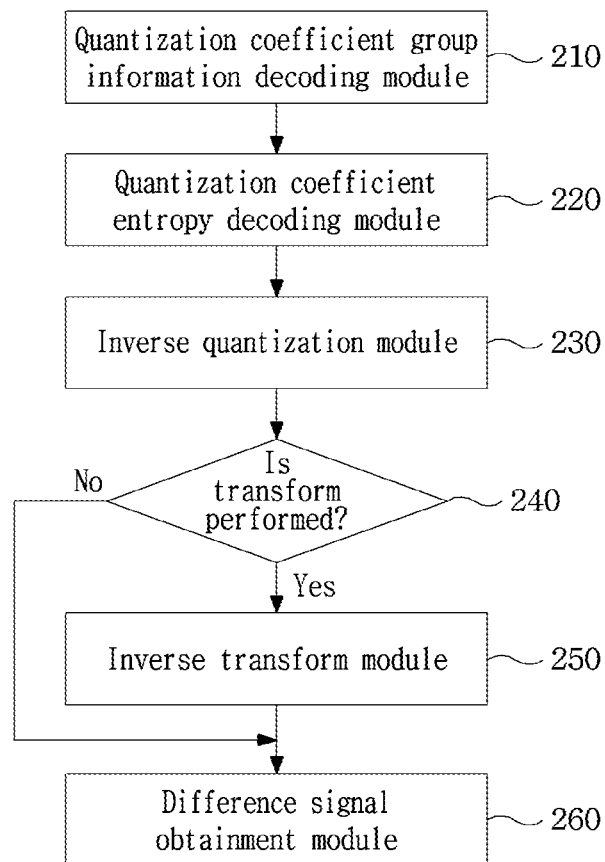 Quantization coefficient group
information decoding module
210
Quantization coefficient
entropy decoding module
220
Inverse quantization module
230
Is
transform
performed?
240
No
Yes
Inverse transform module
250
Difference signal
obtainment module
260